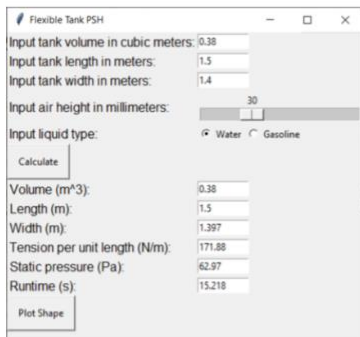 Flexible Tank PSH
Input tank volume in cubic meters: 0.38
Input tank length in meters: 1.5
Input tank width in meters: 1.4
30
Input air height in millimeters:
Input liquid type: Water Gasoline
Calculate
Volume (m^3): 0.38
Length (m): 1.5
Width (m): 1.397
Tension per unit length (N/m): 171.88
Static pressure (Pa): 62.97
Runtime (s): 15.218
Plot Shape